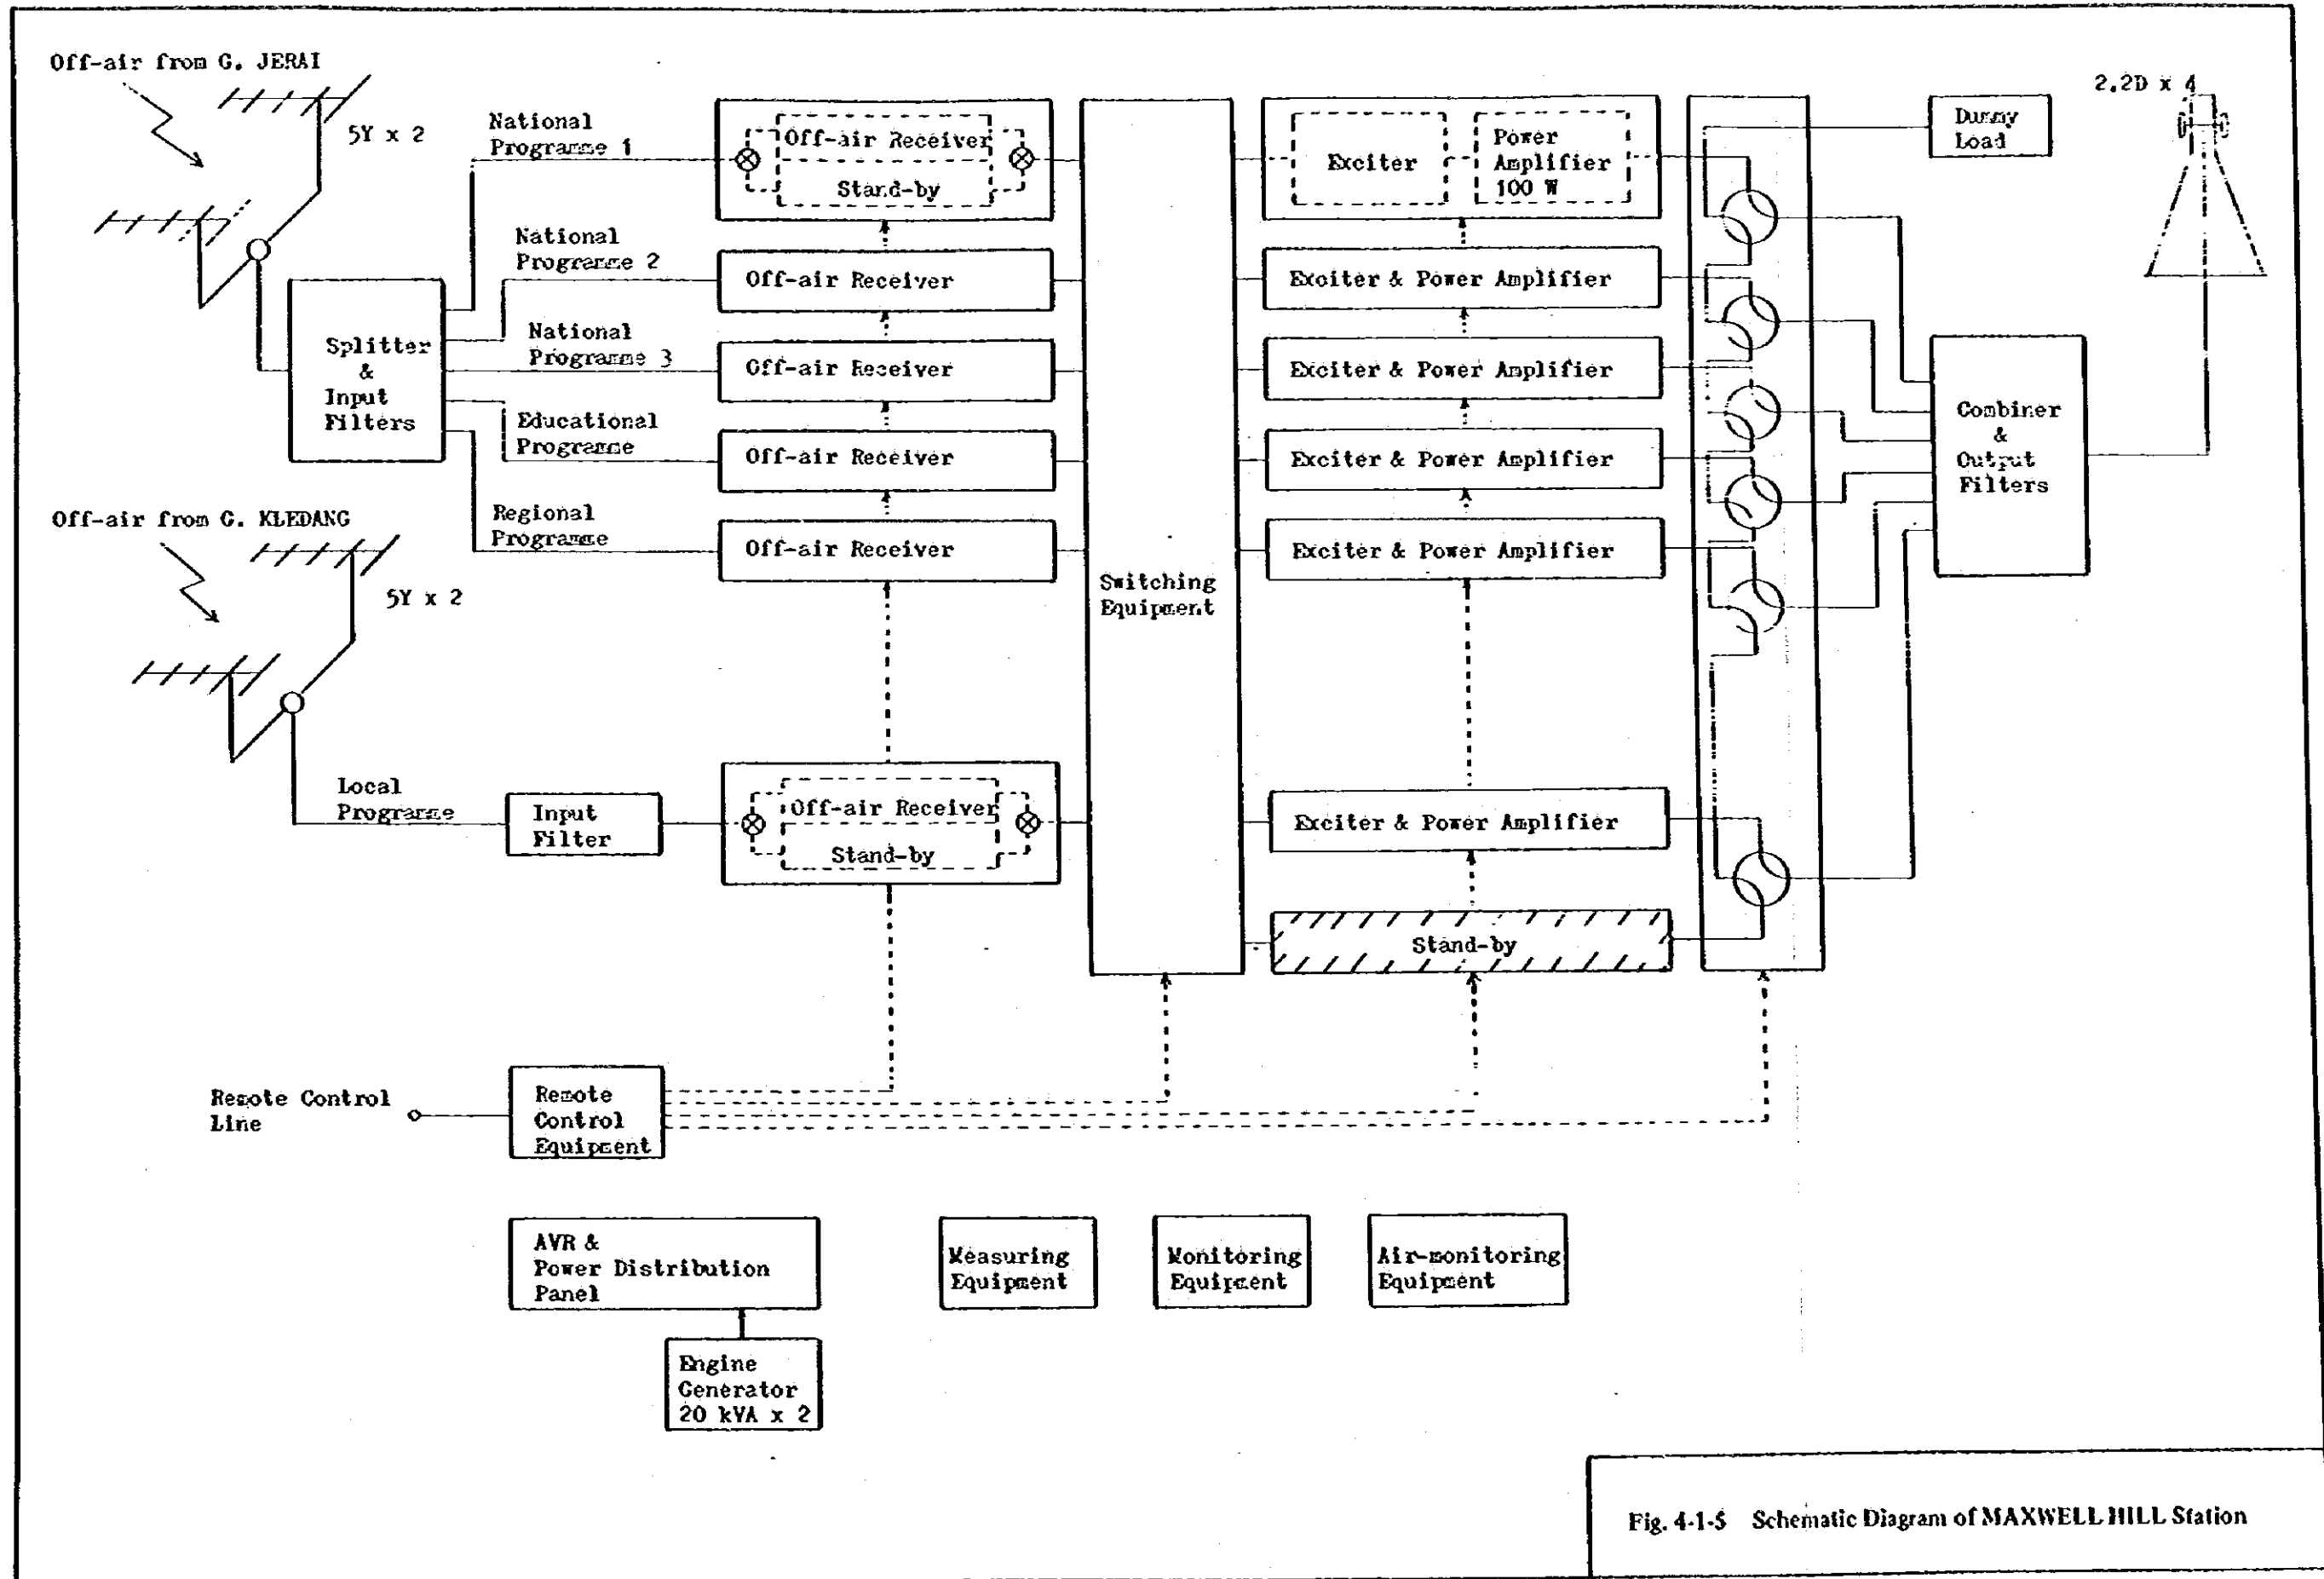 Off-air from G. JERAI
5Y x 2
National
Programme 1
Off-air Receiver
Stand-by
Exciter
Power
Amplifier
100 W
Dummy
Load
2.2D x 4
National
Programme 2
Off-air Receiver
Exciter & Power Amplifier
Splitter
&
Input
Filters
National
Programme 3
Off-air Receiver
Exciter & Power Amplifier
Educational
Programme
Off-air Receiver
Exciter & Power Amplifier
Combiner
&
Output
Filters
Regional
Programme
Off-air Receiver
Exciter & Power Amplifier
Switching
Equipment
Off-air from G. KLEDANG
5Y x 2
Local
Programme
Input
Filter
Off-air Receiver
Stand-by
Exciter & Power Amplifier
Stand-by
Remote Control
Line
Remote
Control
Equipment
AVR &
Power Distribution
Panel
Measuring
Equipment
Monitoring
Equipment
Air-monitoring
Equipment
Engine
Generator
20 kVA x 2
Fig. 4-1-5 Schematic Diagram of MAXWELL HILL Station